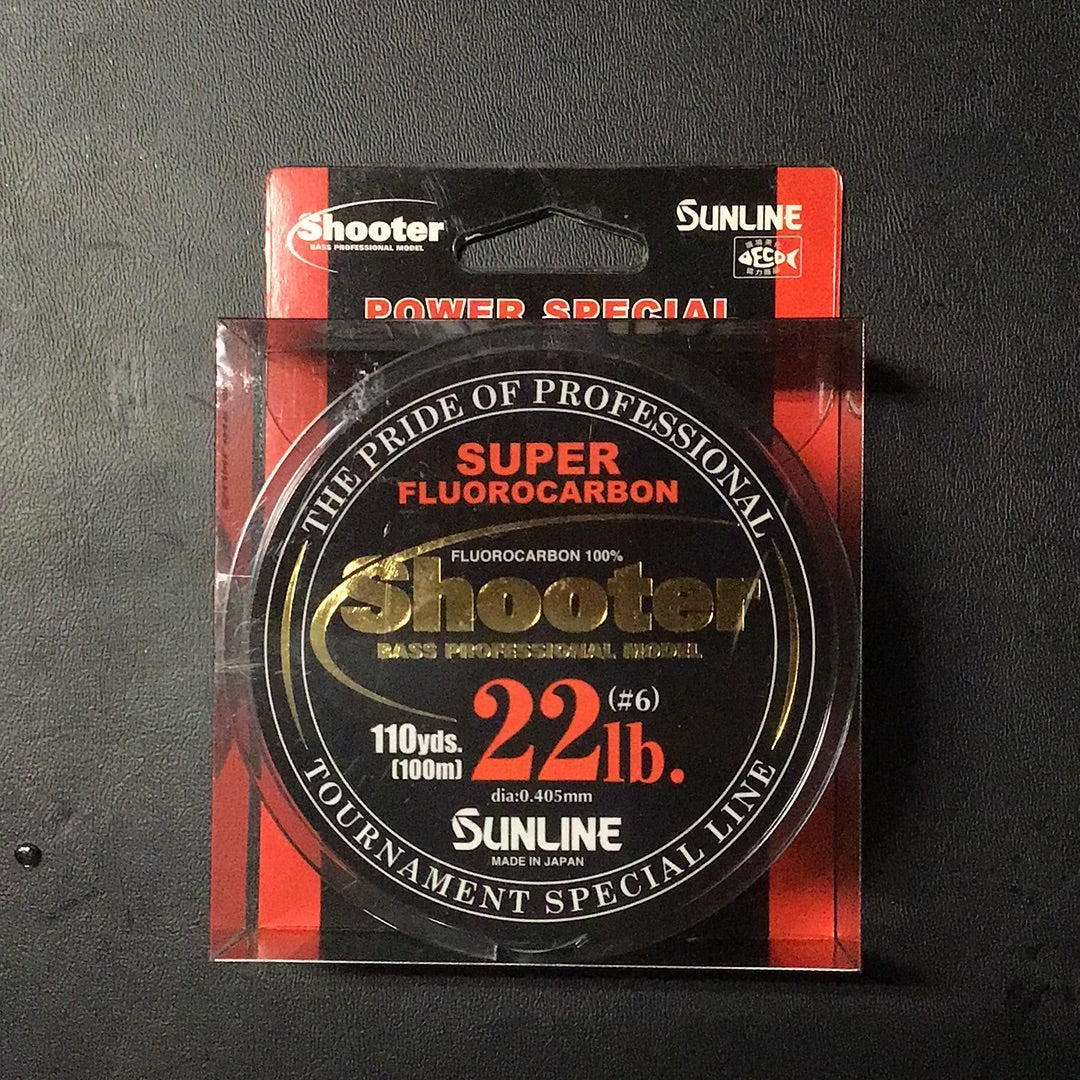 Shooter
BASS PROFESSIONAL MODEL
SUNLINE
ECO
POWER SPECIAL
THE PRIDE OF PROFESSIONAL
SUPER
FLUOROCARBON
FLUOROCARBON 100%
Shooter
BASS PROFESSIONAL MODEL
22lb. (#6)
110yds.
(100m)
dia:0.405mm
SUNLINE
MADE IN JAPAN
TOURNAMENT SPECIAL LINE